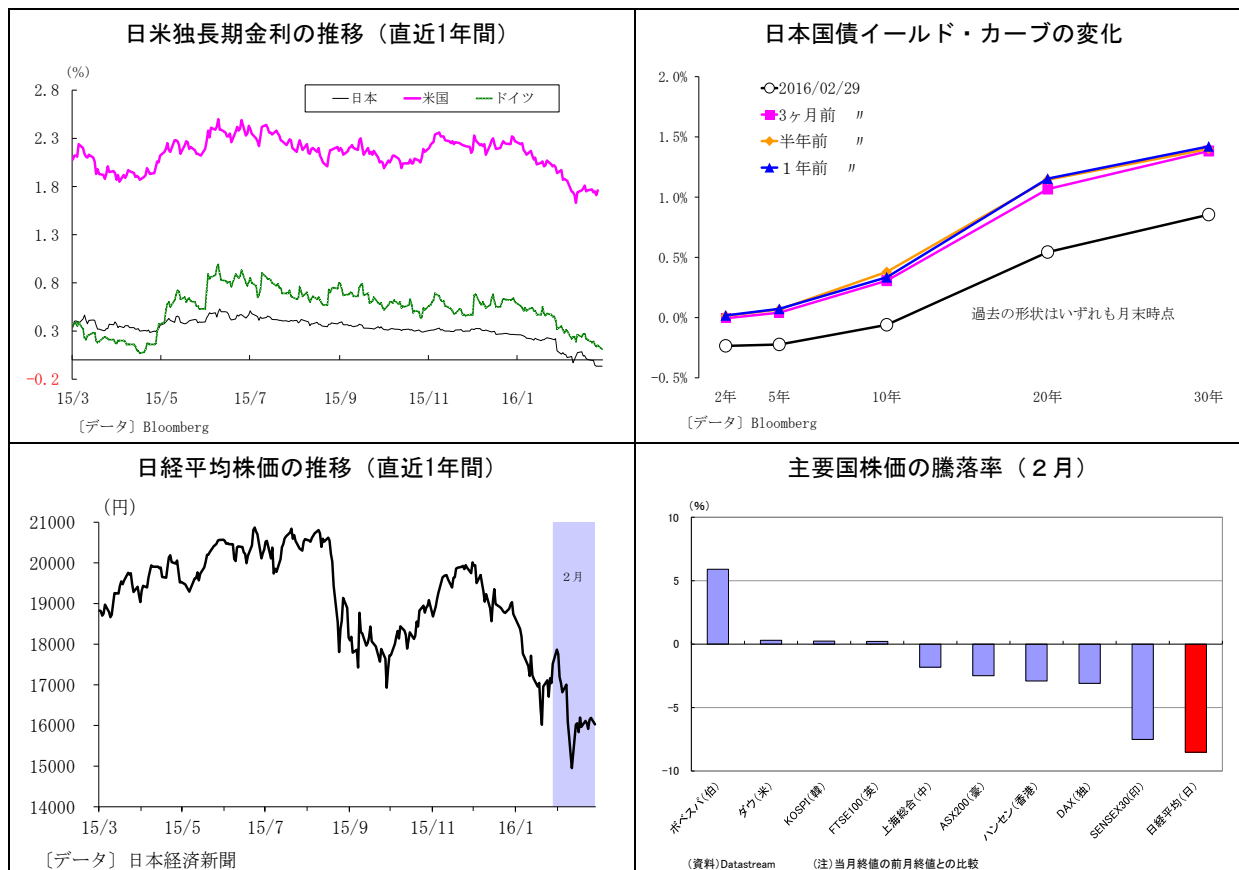 日米独長期金利の推移（直近1年間）
(%)
日本 米国 ドイツ
2.8
2.3
1.8
1.3
0.8
0.3
-0.2
15/3 15/5 15/7 15/9 15/11 16/1
〔データ〕Bloomberg
日本国債イールド・カーブの変化
2016/02/29
3ヶ月前 〃
半年前 〃
１年前 〃
2.0%
1.5%
1.0%
0.5%
0.0%
-0.5%
過去の形状はいずれも月末時点
2年 5年 10年 20年 30年
〔データ〕Bloomberg
日経平均株価の推移（直近1年間）
(円)
21000
20000
19000
18000
17000
16000
15000
14000
２月
15/3 15/5 15/7 15/9 15/11 16/1
〔データ〕日本経済新聞
主要国株価の騰落率（２月）
(%)
10
5
0
-5
-10
ボベスパ(伯) ダウ(米) KOSPI(韓) FTSE100(英) 上海総合(中) ASX200(豪) ハンセン(香港) DAX(独) SENSEX30(印) 日経平均(日)
(資料)Datastream (注)当月終値の前月終値との比較